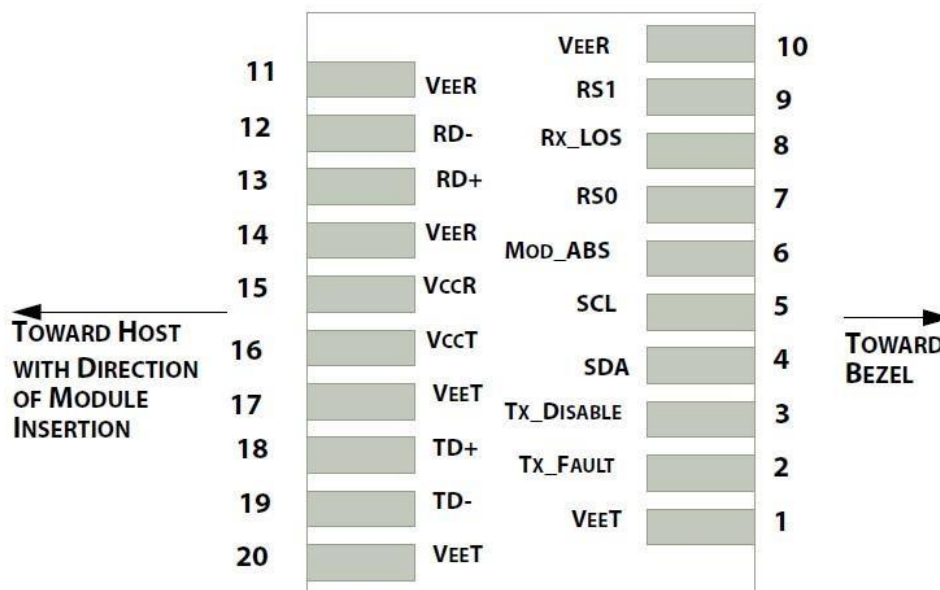 VEER 10
11 VEER
RS1 9
12 RD-
RX_LOS 8
13 RD+
RS0 7
14 VEER
MOD_ABS 6
15 VCCR
SCL 5
TOWARD HOST
WITH DIRECTION
OF MODULE
INSERTION
16 VCCT
SDA 4
TOWARD
BEZEL
17 VEET
TX_DISABLE 3
18 TD+
TX_FAULT 2
19 TD-
VEET 1
20 VEET